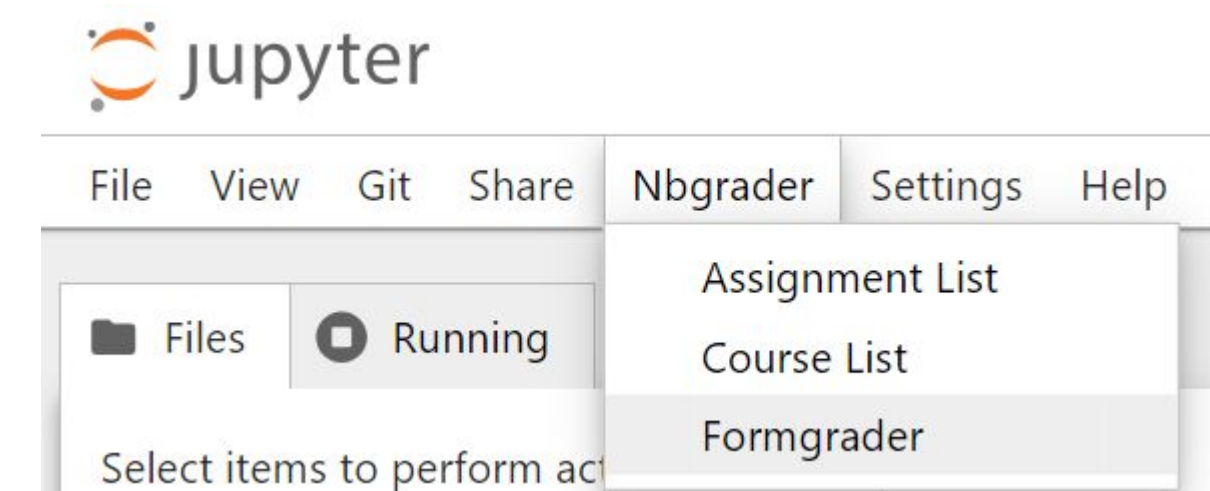 jupyter
File View Git Share Nbgrader Settings Help
Assignment List
Files Running
Course List
Formgrader
Select items to perform